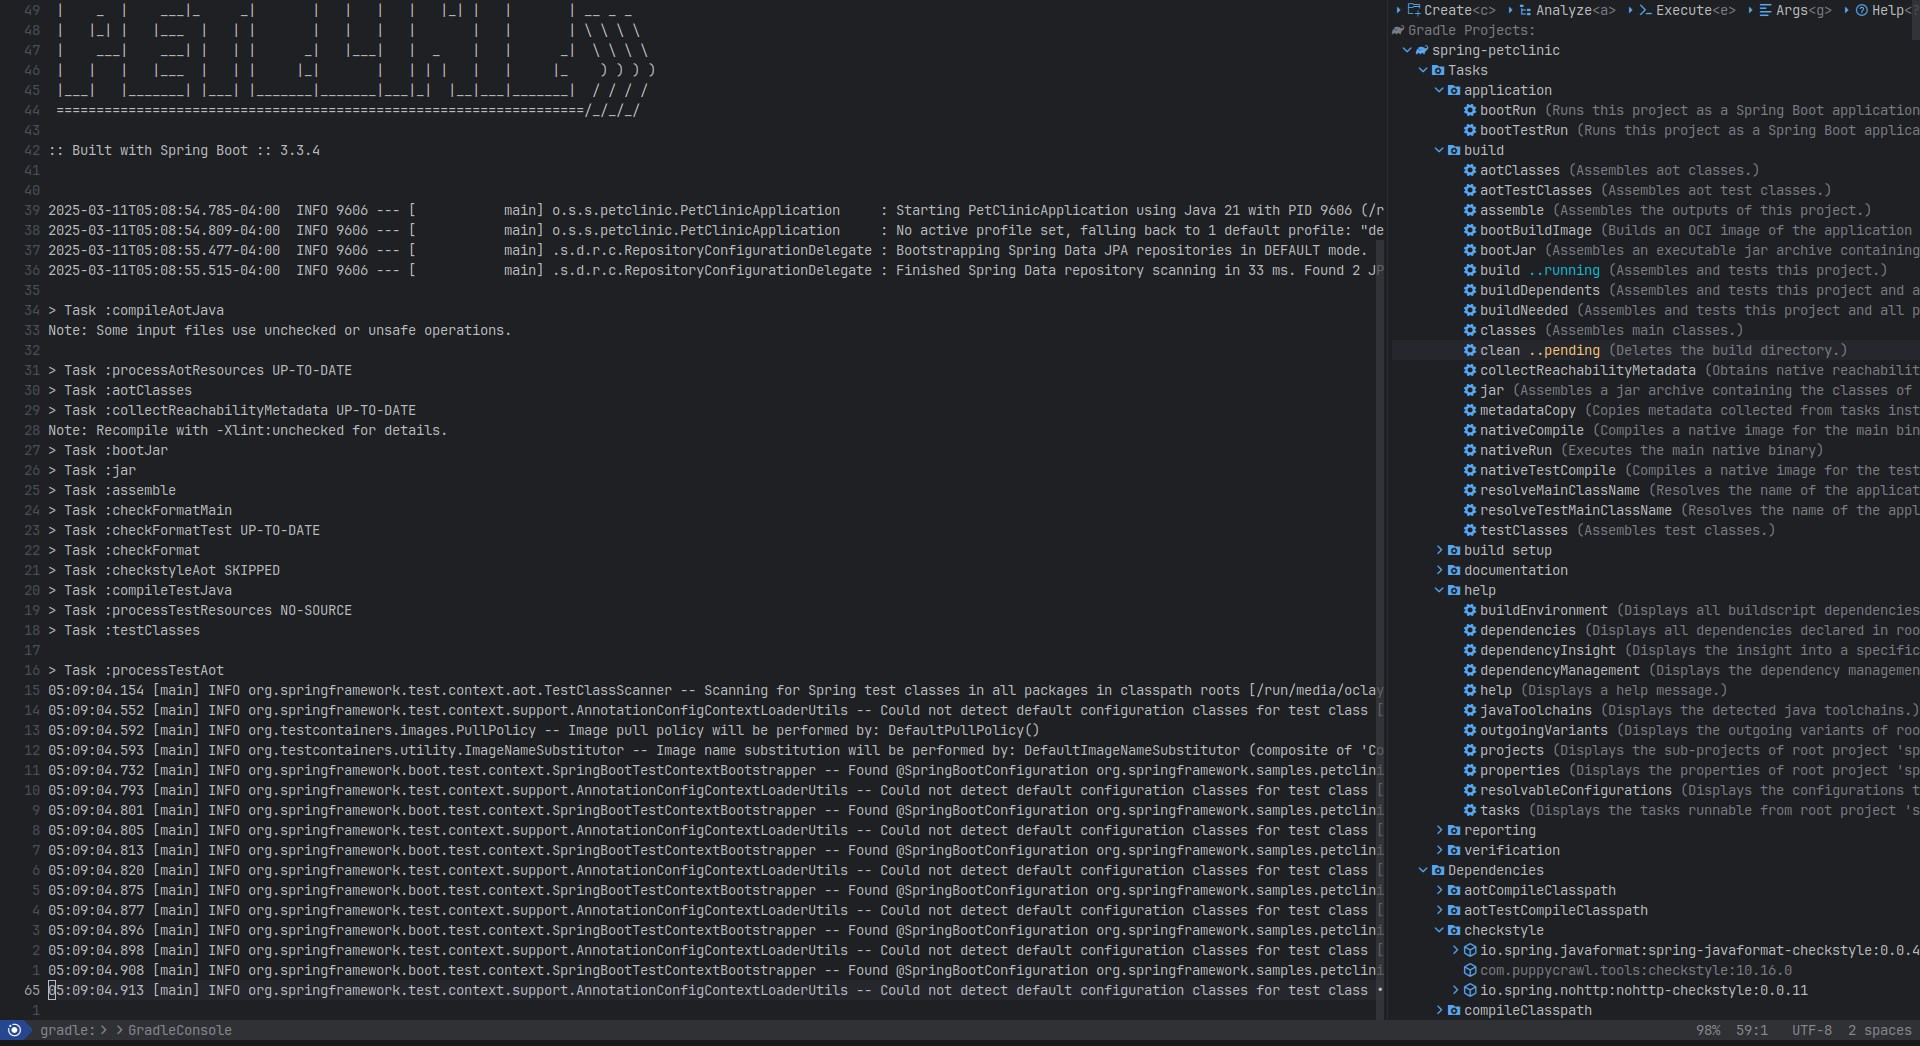 49  |    _  |    ___|_     _|       |   |   |   |   |_| |   |       | __ _ _
48  |   |_| |   |___  |   | |       |   |   |   |       |   |       | \ \ \ \
47  |    ___|    ___| |   | |      _|   |___|   |  _    |   |      _|  \ \ \ \
46  |   |   |   |___  |   | |     |_|       |   | | |   |   |     |_    ) ) ) )
45  |___|   |_______| |___| |_______|_______|___|_|  |__|___|_______|  / / / /
44  ==================================================================/_/_/_/
43
42 :: Built with Spring Boot :: 3.3.4
41
40
39 2025-03-11T05:08:54.785-04:00  INFO 9606 --- [           main] o.s.s.petclinic.PetClinicApplication     : Starting PetClinicApplication using Java 21 with PID 9606 (/r
38 2025-03-11T05:08:54.809-04:00  INFO 9606 --- [           main] o.s.s.petclinic.PetClinicApplication     : No active profile set, falling back to 1 default profile: "de
37 2025-03-11T05:08:55.477-04:00  INFO 9606 --- [           main] .s.d.r.c.RepositoryConfigurationDelegate : Bootstrapping Spring Data JPA repositories in DEFAULT mode.
36 2025-03-11T05:08:55.515-04:00  INFO 9606 --- [           main] .s.d.r.c.RepositoryConfigurationDelegate : Finished Spring Data repository scanning in 33 ms. Found 2 JP
35
34 > Task :compileAotJava
33 Note: Some input files use unchecked or unsafe operations.
32
31 > Task :processAotResources UP-TO-DATE
30 > Task :aotClasses
29 > Task :collectReachabilityMetadata UP-TO-DATE
28 Note: Recompile with -Xlint:unchecked for details.
27 > Task :bootJar
26 > Task :jar
25 > Task :assemble
24 > Task :checkFormatMain
23 > Task :checkFormatTest UP-TO-DATE
22 > Task :checkFormat
21 > Task :checkstyleAot SKIPPED
20 > Task :compileTestJava
19 > Task :processTestResources NO-SOURCE
18 > Task :testClasses
17
16 > Task :processTestAot
15 05:09:04.154 [main] INFO org.springframework.test.context.aot.TestClassScanner -- Scanning for Spring test classes in all packages in classpath roots [/run/media/oclay
14 05:09:04.552 [main] INFO org.springframework.test.context.support.AnnotationConfigContextLoaderUtils -- Could not detect default configuration classes for test class [
13 05:09:04.592 [main] INFO org.testcontainers.images.PullPolicy -- Image pull policy will be performed by: DefaultPullPolicy()
12 05:09:04.593 [main] INFO org.testcontainers.utility.ImageNameSubstitutor -- Image name substitution will be performed by: DefaultImageNameSubstitutor (composite of 'Co
11 05:09:04.732 [main] INFO org.springframework.boot.test.context.SpringBootTestContextBootstrapper -- Found @SpringBootConfiguration org.springframework.samples.petclini
10 05:09:04.793 [main] INFO org.springframework.test.context.support.AnnotationConfigContextLoaderUtils -- Could not detect default configuration classes for test class [
9 05:09:04.801 [main] INFO org.springframework.boot.test.context.SpringBootTestContextBootstrapper -- Found @SpringBootConfiguration org.springframework.samples.petclini
8 05:09:04.805 [main] INFO org.springframework.test.context.support.AnnotationConfigContextLoaderUtils -- Could not detect default configuration classes for test class [
7 05:09:04.813 [main] INFO org.springframework.boot.test.context.SpringBootTestContextBootstrapper -- Found @SpringBootConfiguration org.springframework.samples.petclini
6 05:09:04.820 [main] INFO org.springframework.test.context.support.AnnotationConfigContextLoaderUtils -- Could not detect default configuration classes for test class [
5 05:09:04.875 [main] INFO org.springframework.boot.test.context.SpringBootTestContextBootstrapper -- Found @SpringBootConfiguration org.springframework.samples.petclini
4 05:09:04.877 [main] INFO org.springframework.test.context.support.AnnotationConfigContextLoaderUtils -- Could not detect default configuration classes for test class [
3 05:09:04.896 [main] INFO org.springframework.boot.test.context.SpringBootTestContextBootstrapper -- Found @SpringBootConfiguration org.springframework.samples.petclini
2 05:09:04.898 [main] INFO org.springframework.test.context.support.AnnotationConfigContextLoaderUtils -- Could not detect default configuration classes for test class [
1 05:09:04.908 [main] INFO org.springframework.boot.test.context.SpringBootTestContextBootstrapper -- Found @SpringBootConfiguration org.springframework.samples.petclini
65 05:09:04.913 [main] INFO org.springframework.test.context.support.AnnotationConfigContextLoaderUtils -- Could not detect default configuration classes for test class
1
Create<c> Analyze<a> Execute<e> Args<g> Help<
Gradle Projects:
spring-petclinic
Tasks
application
bootRun (Runs this project as a Spring Boot application
bootTestRun (Runs this project as a Spring Boot applica
build
aotClasses (Assembles aot classes.)
aotTestClasses (Assembles aot test classes.)
assemble (Assembles the outputs of this project.)
bootBuildImage (Builds an OCI image of the application
bootJar (Assembles an executable jar archive containing
build ..running (Assembles and tests this project.)
buildDependents (Assembles and tests this project and a
buildNeeded (Assembles and tests this project and all p
classes (Assembles main classes.)
clean ..pending (Deletes the build directory.)
collectReachabilityMetadata (Obtains native reachabilit
jar (Assembles a jar archive containing the classes of
metadataCopy (Copies metadata collected from tasks inst
nativeCompile (Compiles a native image for the main bin
nativeRun (Executes the main native binary)
nativeTestCompile (Compiles a native image for the test
resolveMainClassName (Resolves the name of the applicat
resolveTestMainClassName (Resolves the name of the appl
testClasses (Assembles test classes.)
build setup
documentation
help
buildEnvironment (Displays all buildscript dependencies
dependencies (Displays all dependencies declared in roo
dependencyInsight (Displays the insight into a specific
dependencyManagement (Displays the dependency managemen
help (Displays a help message.)
javaToolchains (Displays the detected java toolchains.)
outgoingVariants (Displays the outgoing variants of roo
projects (Displays the sub-projects of root project 'sp
properties (Displays the properties of root project 'sp
resolvableConfigurations (Displays the configurations t
tasks (Displays the tasks runnable from root project 's
reporting
verification
Dependencies
aotCompileClasspath
aotTestCompileClasspath
checkstyle
io.spring.javaformat:spring-javaformat-checkstyle:0.0.4
com.puppycrawl.tools:checkstyle:10.16.0
io.spring.nohttp:nohttp-checkstyle:0.0.11
compileClasspath
gradle: > > GradleConsole
98% 59:1 UTF-8 2 spaces